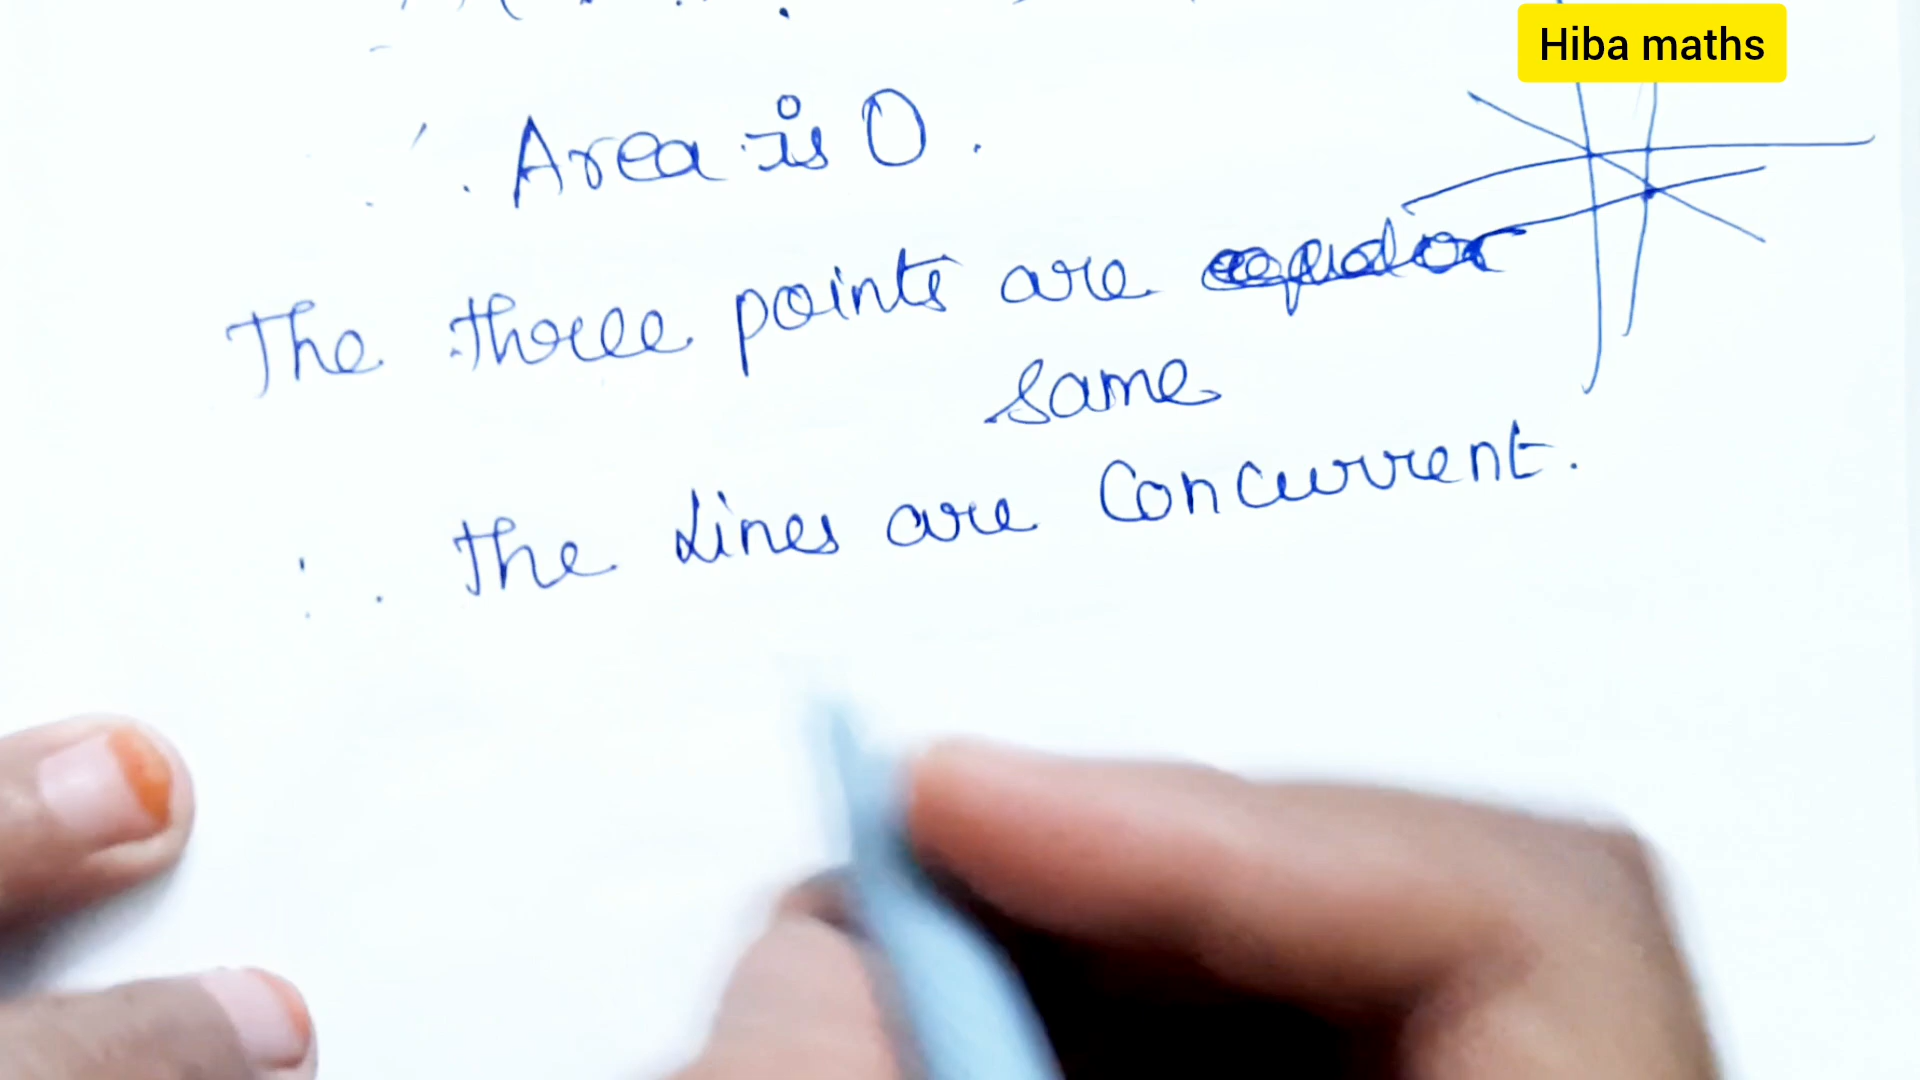 Hiba maths
∴ Area is 0.
The three points are
same
∴ the Lines are Concurrent.